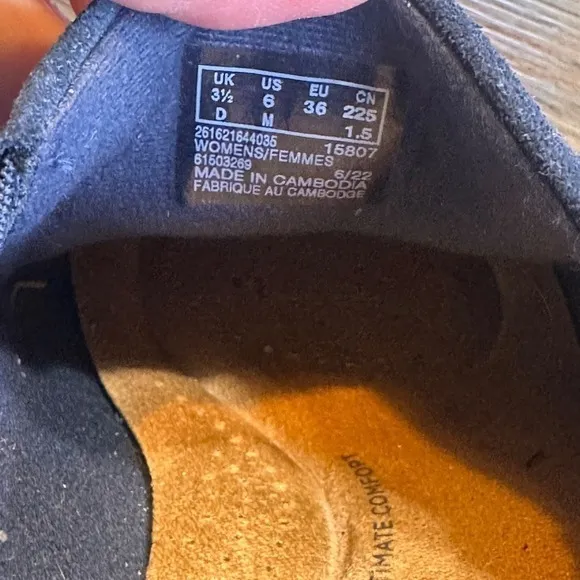 UK US EU CN
3½ 6 36 225
D M 1.5
261621644035 15807
WOMENS/FEMMES
61503269 6/22
MADE IN CAMBODIA
FABRIQUE AU CAMBODGE
COMFORT